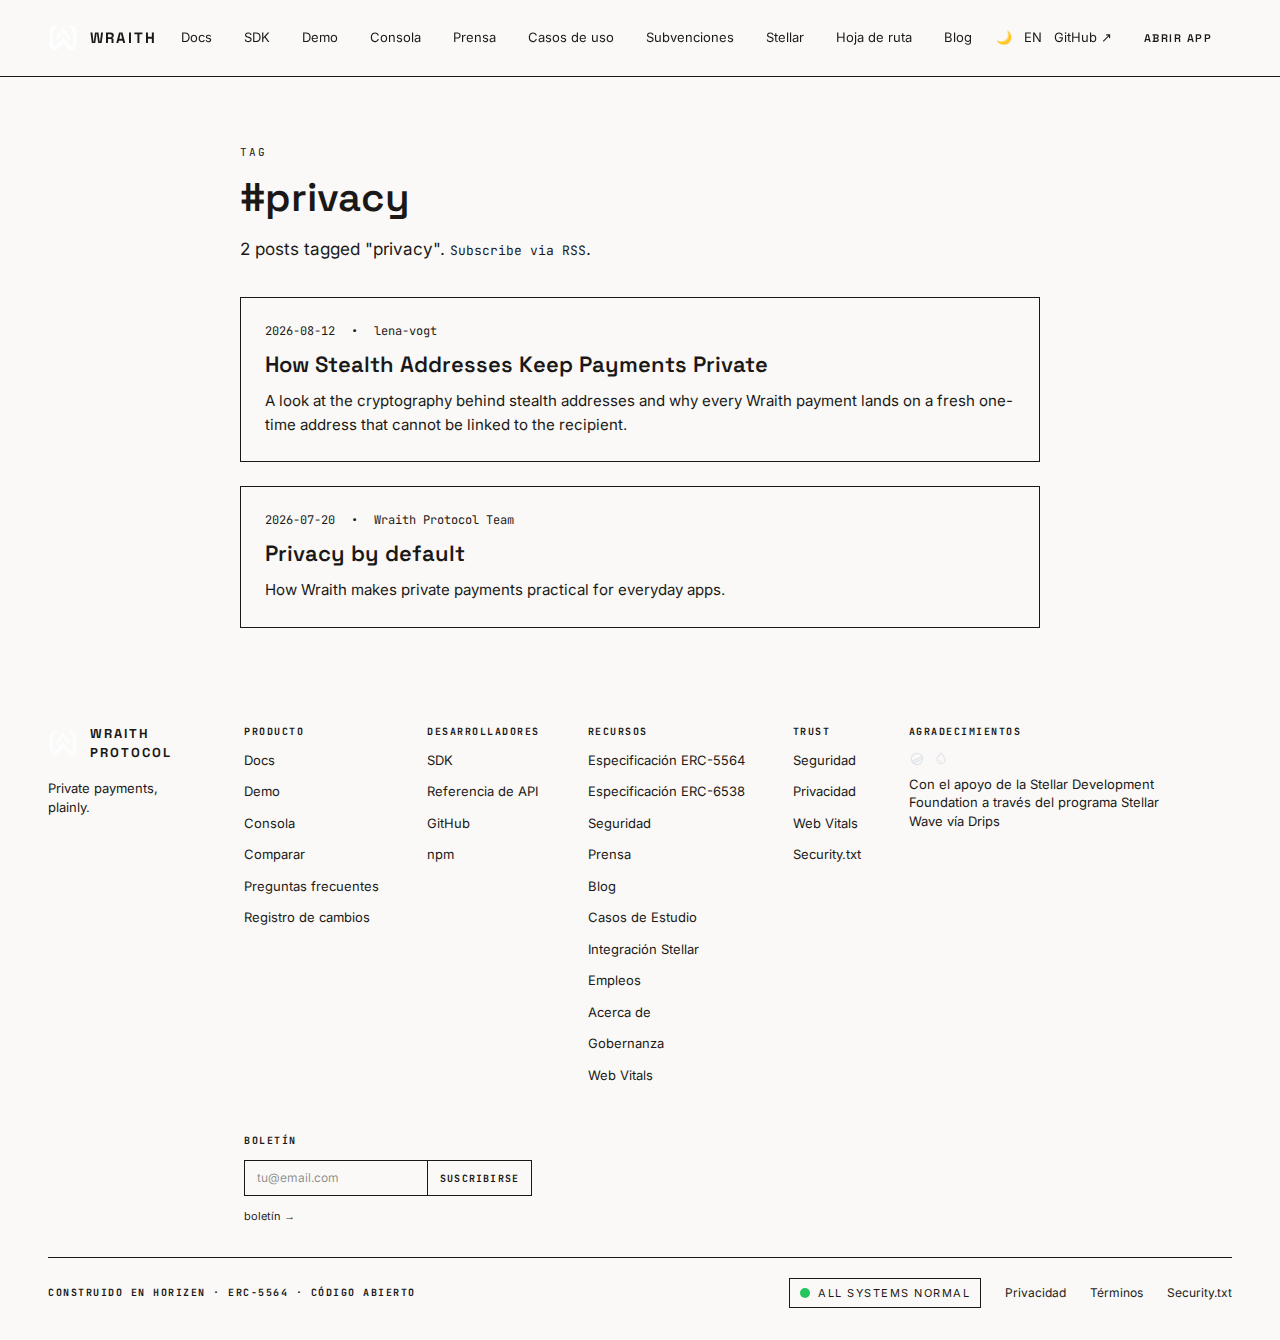 WRAITH Docs SDK Demo Consola Prensa Casos de uso Subvenciones Stellar Hoja de ruta Blog EN GitHub ↗ ABRIR APP
TAG
#privacy
2 posts tagged "privacy". Subscribe via RSS.
2026-08-12 • lena-vogt
How Stealth Addresses Keep Payments Private
A look at the cryptography behind stealth addresses and why every Wraith payment lands on a fresh one-
time address that cannot be linked to the recipient.
2026-07-20 • Wraith Protocol Team
Privacy by default
How Wraith makes private payments practical for everyday apps.
WRAITH
PROTOCOL
Private payments,
plainly.
PRODUCTO
Docs
Demo
Consola
Comparar
Preguntas frecuentes
Registro de cambios
DESARROLLADORES
SDK
Referencia de API
GitHub
npm
RECURSOS
Especificación ERC-5564
Especificación ERC-6538
Seguridad
Prensa
Blog
Casos de Estudio
Integración Stellar
Empleos
Acerca de
Gobernanza
Web Vitals
TRUST
Seguridad
Privacidad
Web Vitals
Security.txt
AGRADECIMIENTOS
Con el apoyo de la Stellar Development
Foundation a través del programa Stellar
Wave vía Drips
BOLETÍN
tu@email.com SUSCRIBIRSE
boletín →
CONSTRUIDO EN HORIZEN · ERC-5564 · CÓDIGO ABIERTO
ALL SYSTEMS NORMAL Privacidad Términos Security.txt